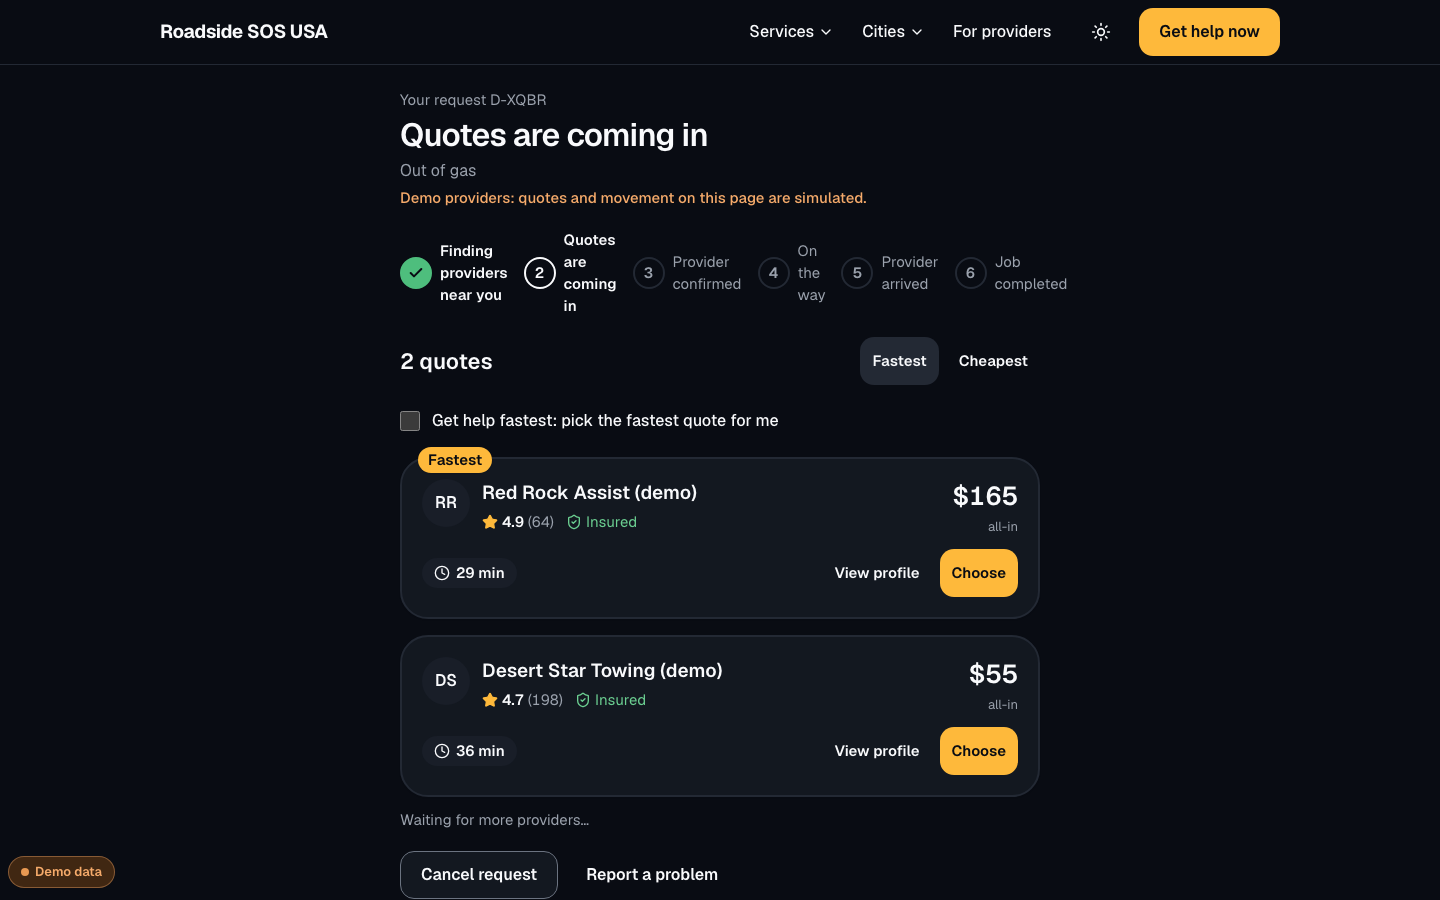 Roadside SOS USA
Services
Cities
For providers
Get help now
Your request D-XQBR
Quotes are coming in
Out of gas
Demo providers: quotes and movement on this page are simulated.
Finding
providers
near you
2
Quotes
are
coming
in
3
Provider
confirmed
4
On
the
way
5
Provider
arrived
6
Job
completed
2 quotes
Fastest
Cheapest
Get help fastest: pick the fastest quote for me
Fastest
RR
Red Rock Assist (demo)
4.9 (64)
Insured
$165
all-in
29 min
View profile
Choose
DS
Desert Star Towing (demo)
4.7 (198)
Insured
$55
all-in
36 min
View profile
Choose
Waiting for more providers…
Cancel request
Report a problem
Demo data